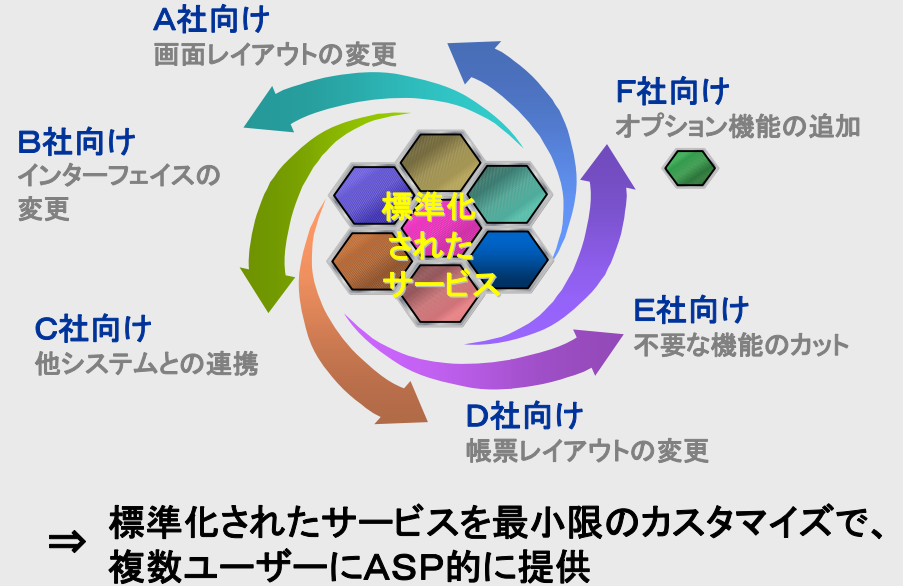 A社向け
画面レイアウトの変更
B社向け
インターフェイスの
変更
C社向け
他システムとの連携
D社向け
帳票レイアウトの変更
E社向け
不要な機能のカット
F社向け
オプション機能の追加
標準化
された
サービス
⇒ 標準化されたサービスを最小限のカスタマイズで、
複数ユーザーにASP的に提供